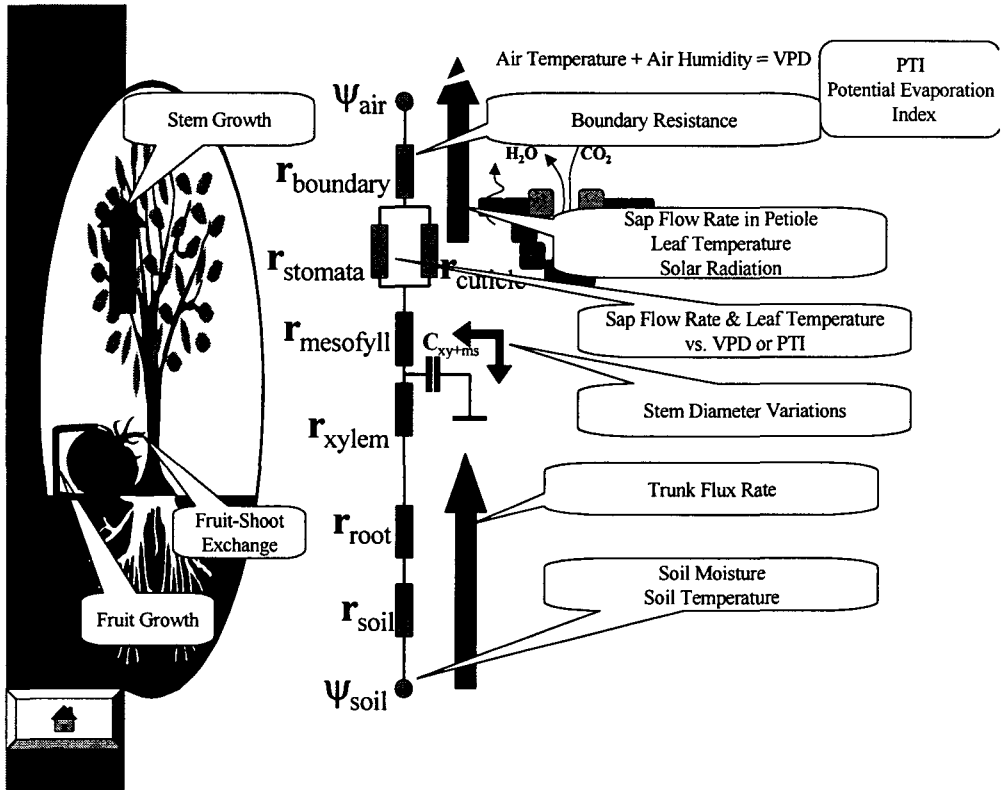 Air Temperature + Air Humidity = VPD
PTI
Potential Evaporation
Index
Ψair
Stem Growth
Boundary Resistance
H₂O
CO₂
rboundary
Sap Flow Rate in Petiole
Leaf Temperature
Solar Radiation
rstomata
rcuticle
Sap Flow Rate & Leaf Temperature
vs. VPD or PTI
rmesofyll
Cxy+ms
Stem Diameter Variations
rxylem
Trunk Flux Rate
Fruit-Shoot
Exchange
rroot
Soil Moisture
Soil Temperature
rsoil
Fruit Growth
Ψsoil